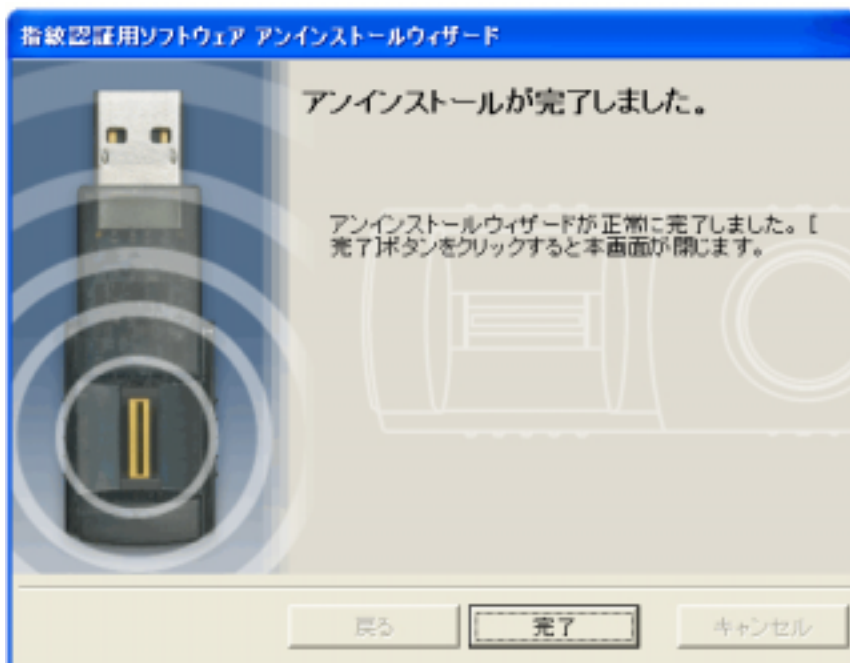 指紋認証用ソフトウェア アンインストールウィザード
アンインストールが完了しました。
アンインストールウィザードが正常に完了しました。[
完了]ボタンをクリックすると本画面が閉じます。
戻る
完了
キャンセル